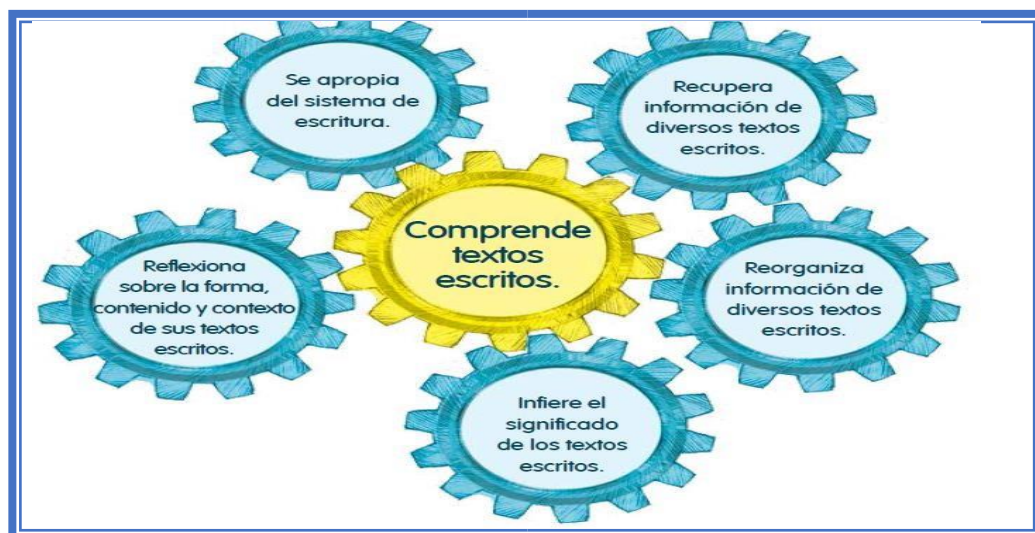 Se apropia
del sistema de
escritura.
Recupera
información de
diversos textos
escritos.
Comprende
textos
escritos.
Reflexiona
sobre la forma,
contenido y contexto
de sus textos
escritos.
Reorganiza
información de
diversos textos
escritos.
Infiere el
significado
de los textos
escritos.